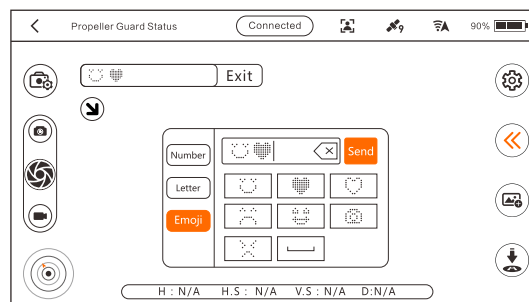 Propeller Guard Status
Connected
9
A
90%
Exit
Number
Send
Letter
Emoji
H : N/A H.S : N/A V.S : N/A D:N/A